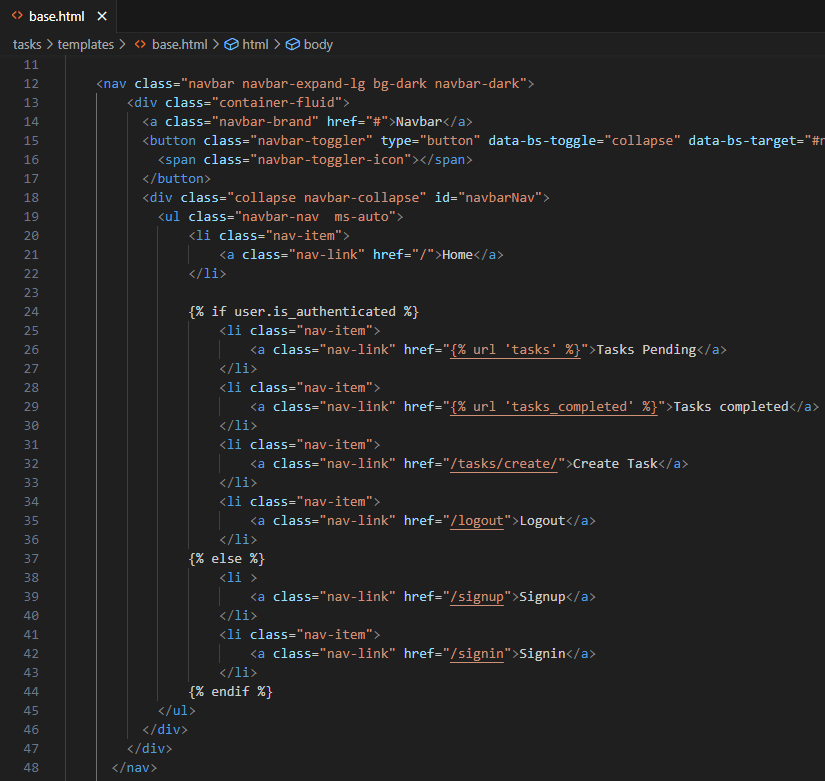 base.html
tasks > templates > base.html > html > body
11
12 <nav class="navbar navbar-expand-lg bg-dark navbar-dark">
13 <div class="container-fluid">
14 <a class="navbar-brand" href="#">Navbar</a>
15 <button class="navbar-toggler" type="button" data-bs-toggle="collapse" data-bs-target="#n
16 <span class="navbar-toggler-icon"></span>
17 </button>
18 <div class="collapse navbar-collapse" id="navbarNav">
19 <ul class="navbar-nav  ms-auto">
20 <li class="nav-item">
21 <a class="nav-link" href="/">Home</a>
22 </li>
23
24 {% if user.is_authenticated %}
25 <li class="nav-item">
26 <a class="nav-link" href="{% url 'tasks' %}">Tasks Pending</a>
27 </li>
28 <li class="nav-item">
29 <a class="nav-link" href="{% url 'tasks_completed' %}">Tasks completed</a>
30 </li>
31 <li class="nav-item">
32 <a class="nav-link" href="/tasks/create/">Create Task</a>
33 </li>
34 <li class="nav-item">
35 <a class="nav-link" href="/logout">Logout</a>
36 </li>
37 {% else %}
38 <li >
39 <a class="nav-link" href="/signup">Signup</a>
40 </li>
41 <li class="nav-item">
42 <a class="nav-link" href="/signin">Signin</a>
43 </li>
44 {% endif %}
45 </ul>
46 </div>
47 </div>
48 </nav>